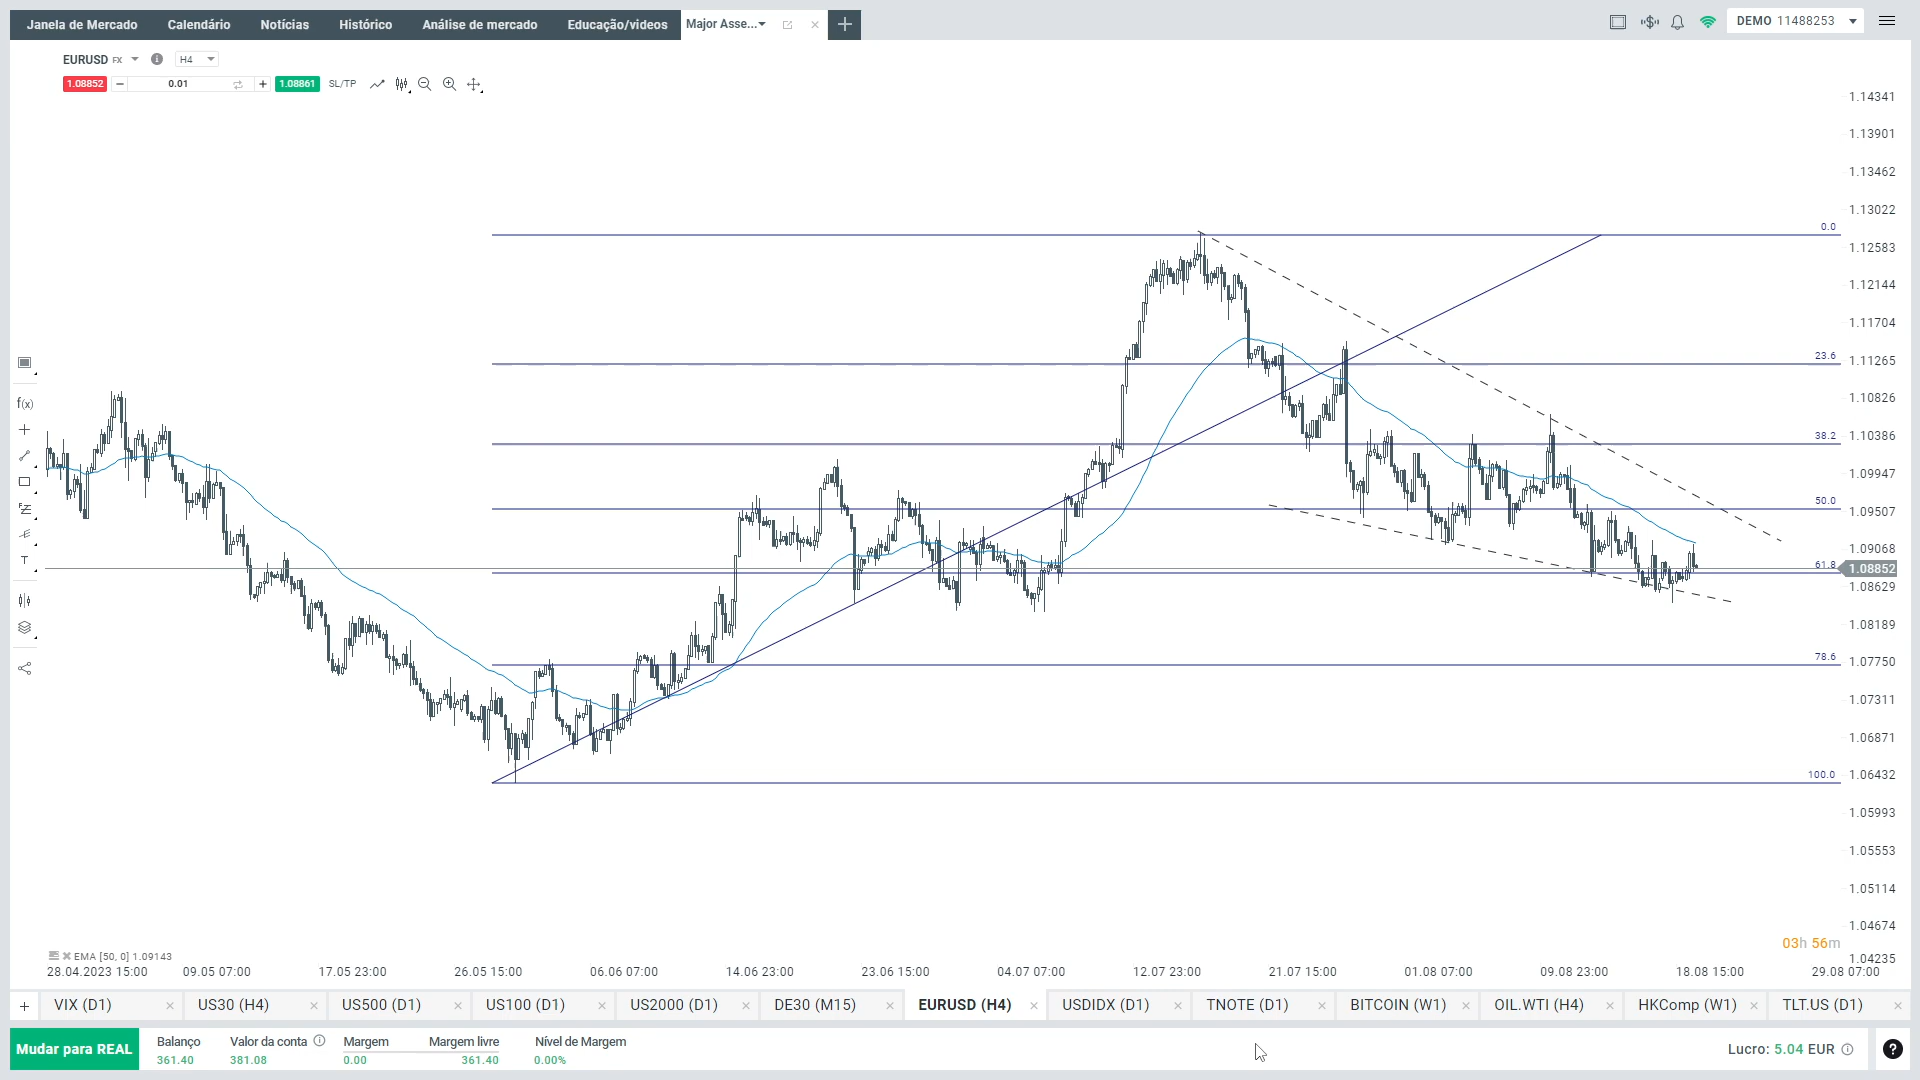 Janela de Mercado Calendário Notícias Histórico Análise de mercado Educação/videos Major Asse... DEMO 11488253
EURUSD FX H4
1.08852 0.01 1.08861 SL/TP
1.14341
1.13901
1.13462
1.13022
0.0
1.12583
1.12144
1.11704
23.6
1.11265
f(x)
1.10826
38.2
1.10386
1.09947
50.0
1.09507
1.09068
T
61.8
1.08852
1.08629
1.08189
78.6
1.07750
1.07311
1.06871
100.0
1.06432
1.05993
1.05553
1.05114
1.04674
03h 56m
EMA [50, 0] 1.09143
1.04235
28.04.2023 15:00 09.05 07:00 17.05 23:00 26.05 15:00 06.06 07:00 14.06 23:00 23.06 15:00 04.07 07:00 12.07 23:00 21.07 15:00 01.08 07:00 09.08 23:00 18.08 15:00 29.08 07:00
VIX (D1) US30 (H4) US500 (D1) US100 (D1) US2000 (D1) DE30 (M15) EURUSD (H4) USDIDX (D1) TNOTE (D1) BITCOIN (W1) OIL.WTI (H4) HKComp (W1) TLT.US (D1)
Mudar para REAL Balanço Valor da conta Margem Margem livre Nível de Margem Lucro: 5.04 EUR
361.40 381.08 0.00 361.40 0.00%